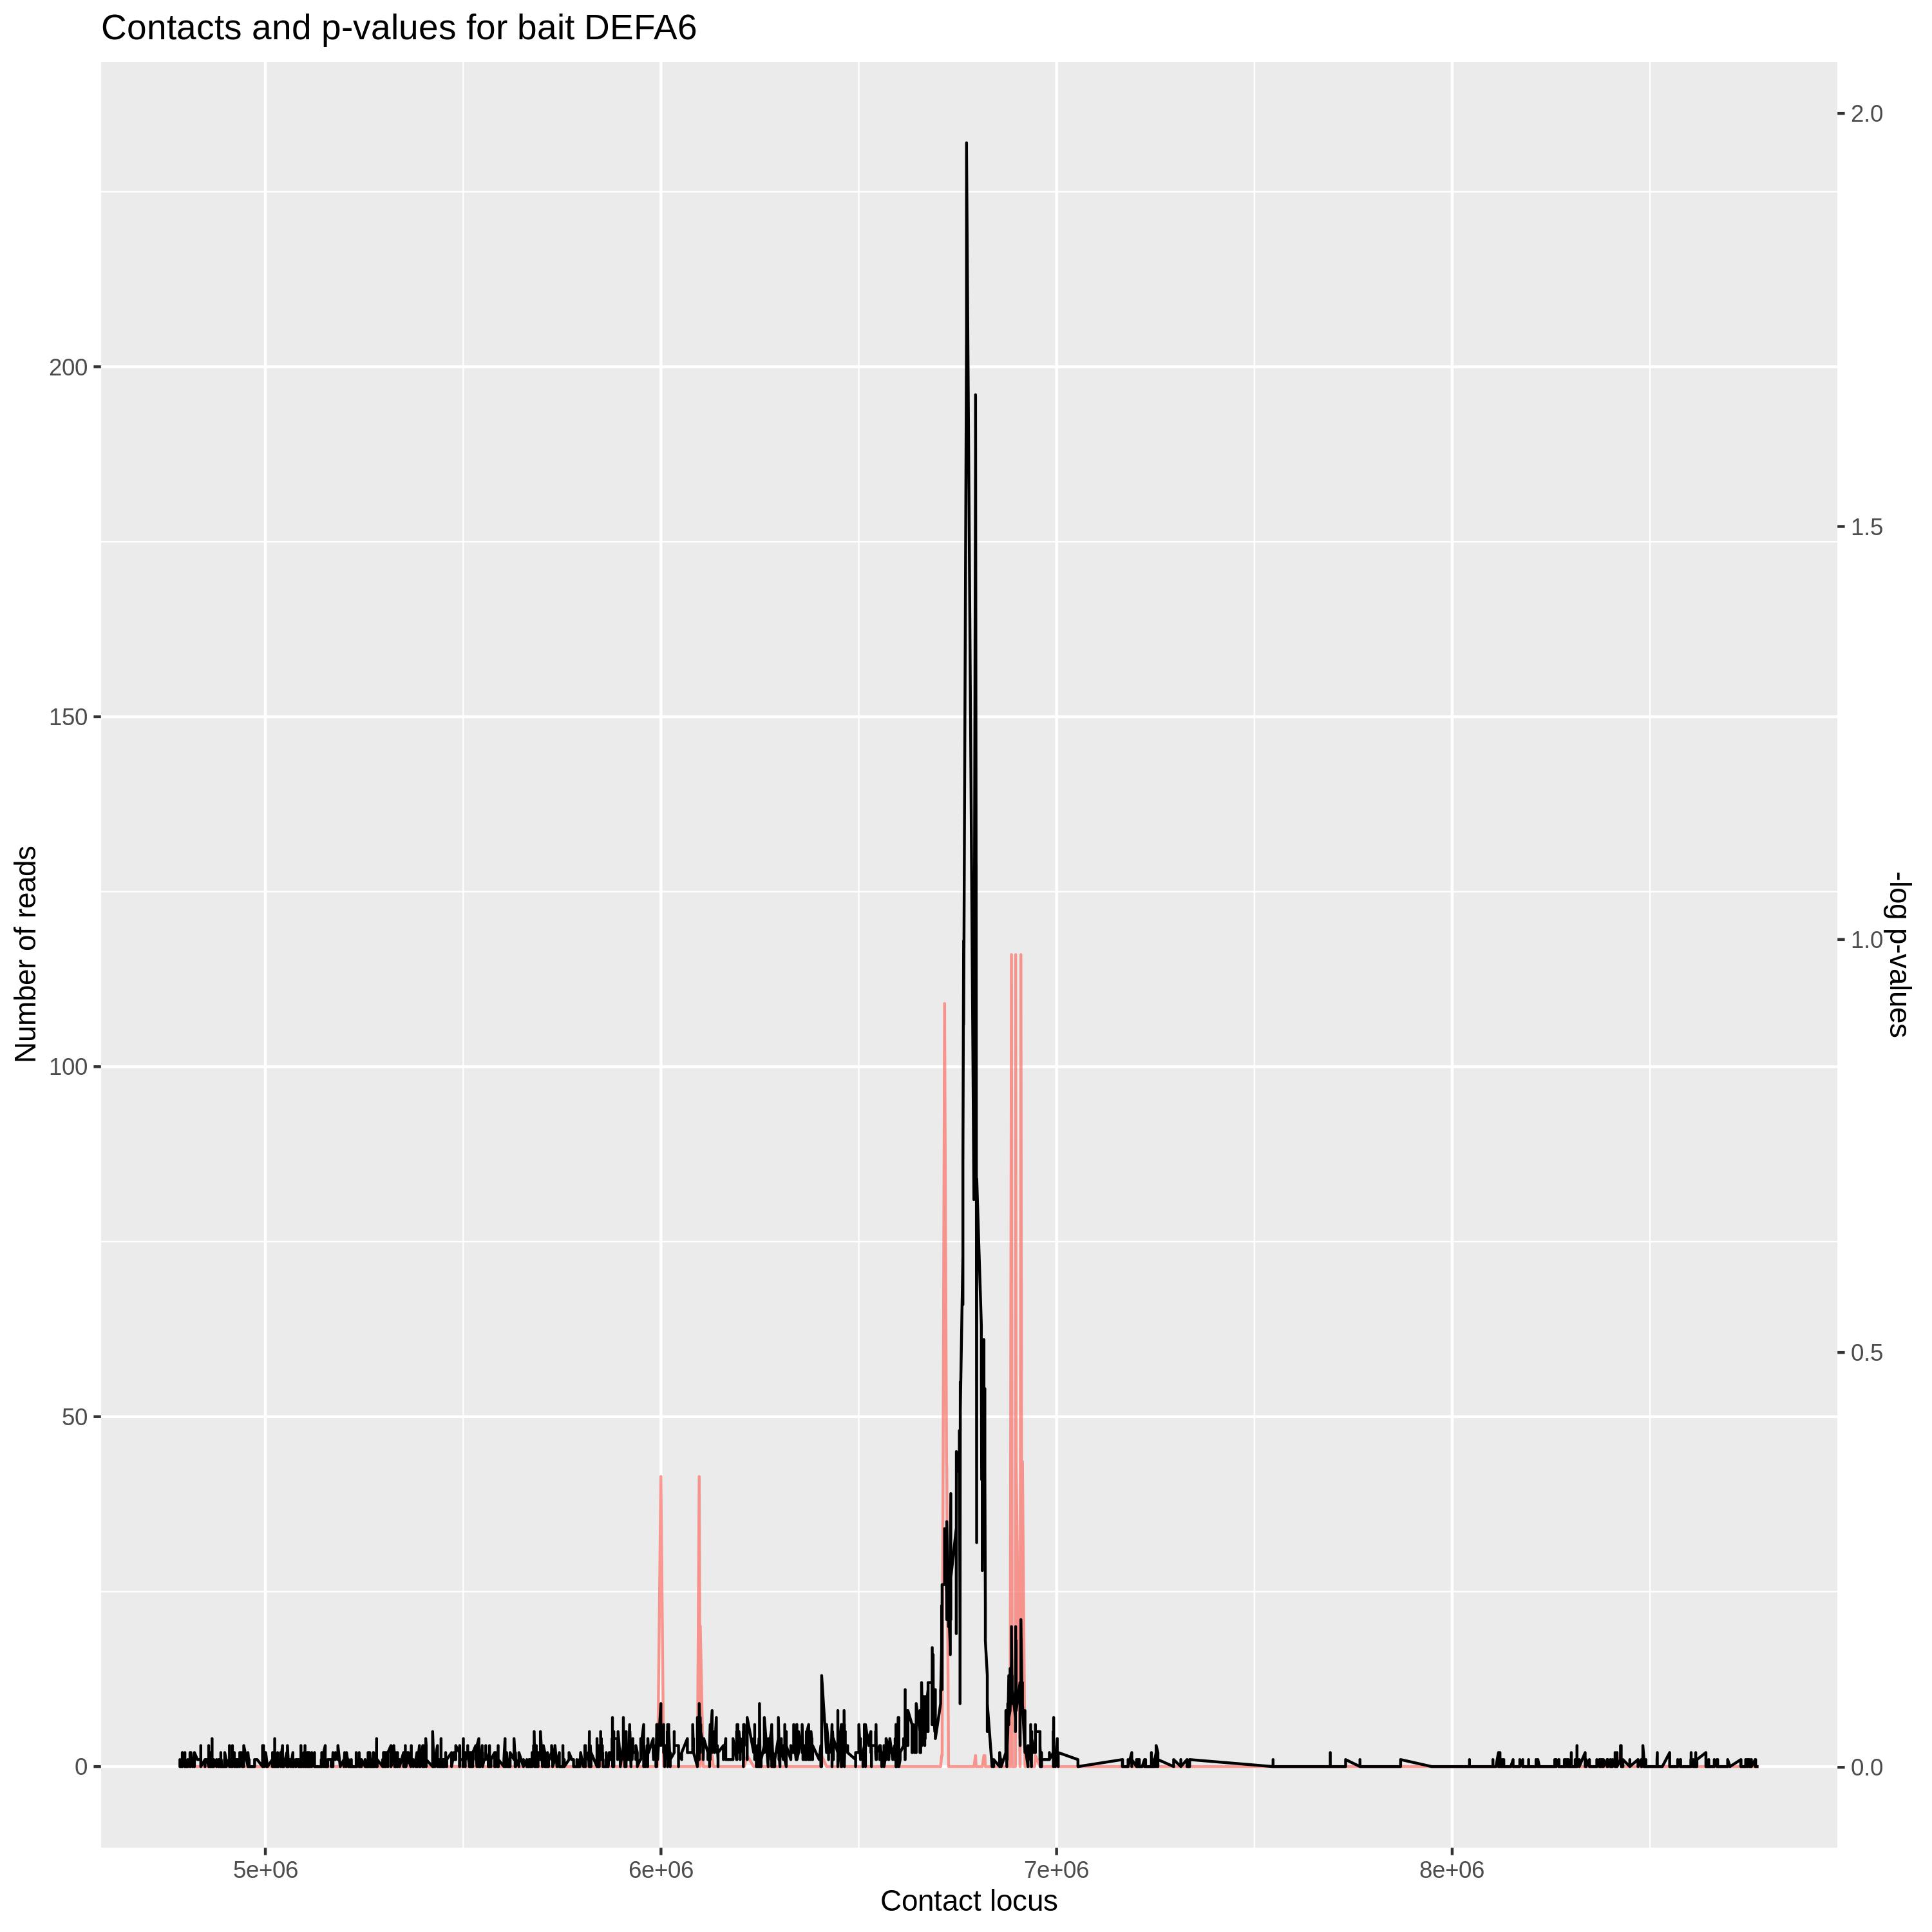 Contacts and p-values for bait DEFA6
2.0
200
1.5
150
Number of reads
1.0
-log p-values
100
0.5
50
0
0.0
5e+06
6e+06
7e+06
8e+06
Contact locus